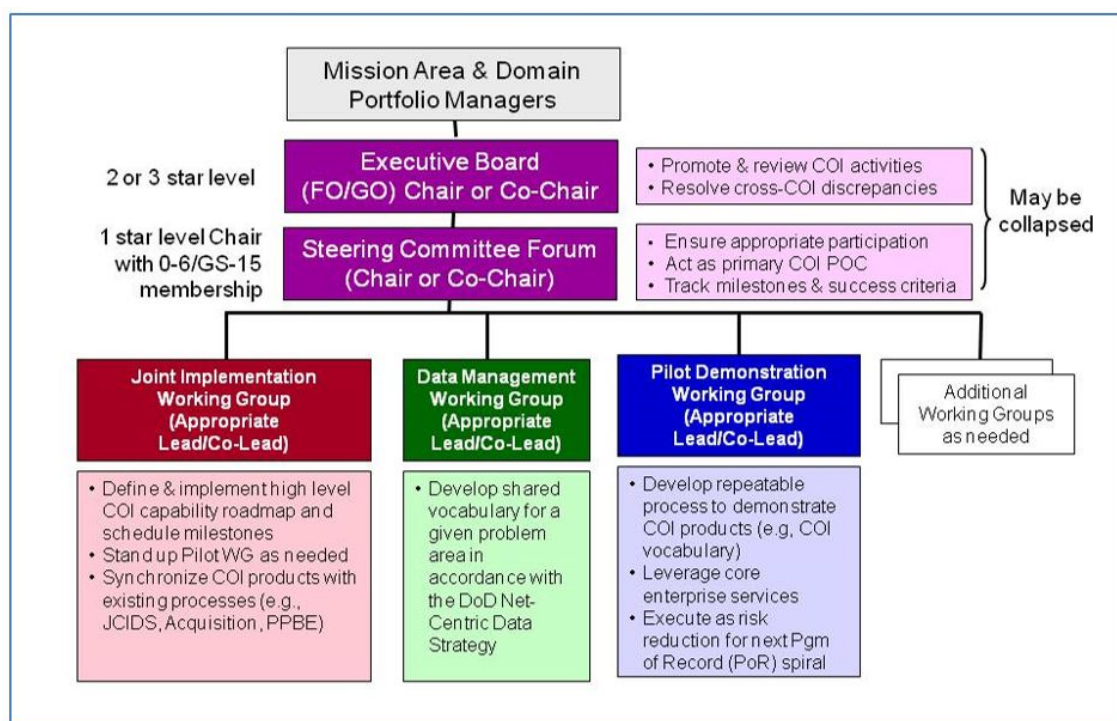 Mission Area & Domain
Portfolio Managers
2 or 3 star level
Executive Board
(FO/GO) Chair or Co-Chair
• Promote & review COI activities
• Resolve cross-COI discrepancies
May be
collapsed
1 star level Chair
with 0-6/GS-15
membership
Steering Committee Forum
(Chair or Co-Chair)
• Ensure appropriate participation
• Act as primary COI POC
• Track milestones & success criteria
Joint Implementation
Working Group
(Appropriate
Lead/Co-Lead)
• Define & implement high level
COI capability roadmap and
schedule milestones
• Stand up Pilot WG as needed
• Synchronize COI products with
existing processes (e.g.,
JCIDS, Acquisition, PPBE)
Data Management
Working Group
(Appropriate
Lead/Co-Lead)
• Develop shared
vocabulary for a
given problem
area in
accordance with
the DoD Net-
Centric Data
Strategy
Pilot Demonstration
Working Group
(Appropriate
Lead/Co-Lead)
• Develop repeatable
process to demonstrate
COI products (e.g, COI
vocabulary)
• Leverage core
enterprise services
• Execute as risk
reduction for next Pgm
of Record (PoR) spiral
Additional
Working Groups
as needed